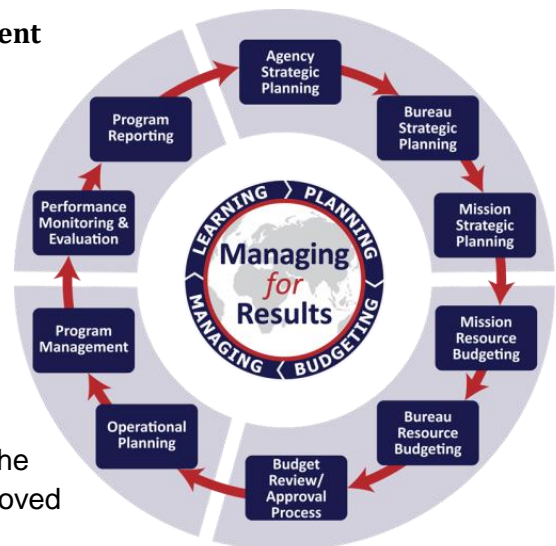 ent
Agency
Strategic
Planning
Bureau
Strategic
Planning
Mission
Strategic
Planning
Mission
Resource
Budgeting
Bureau
Resource
Budgeting
Budget
Review/
Approval
Process
Operational
Planning
Program
Management
Performance
Monitoring &
Evaluation
Program
Reporting
LEARNING
PLANNING
BUDGETING
MANAGING
Managing
for
Results
he
oved